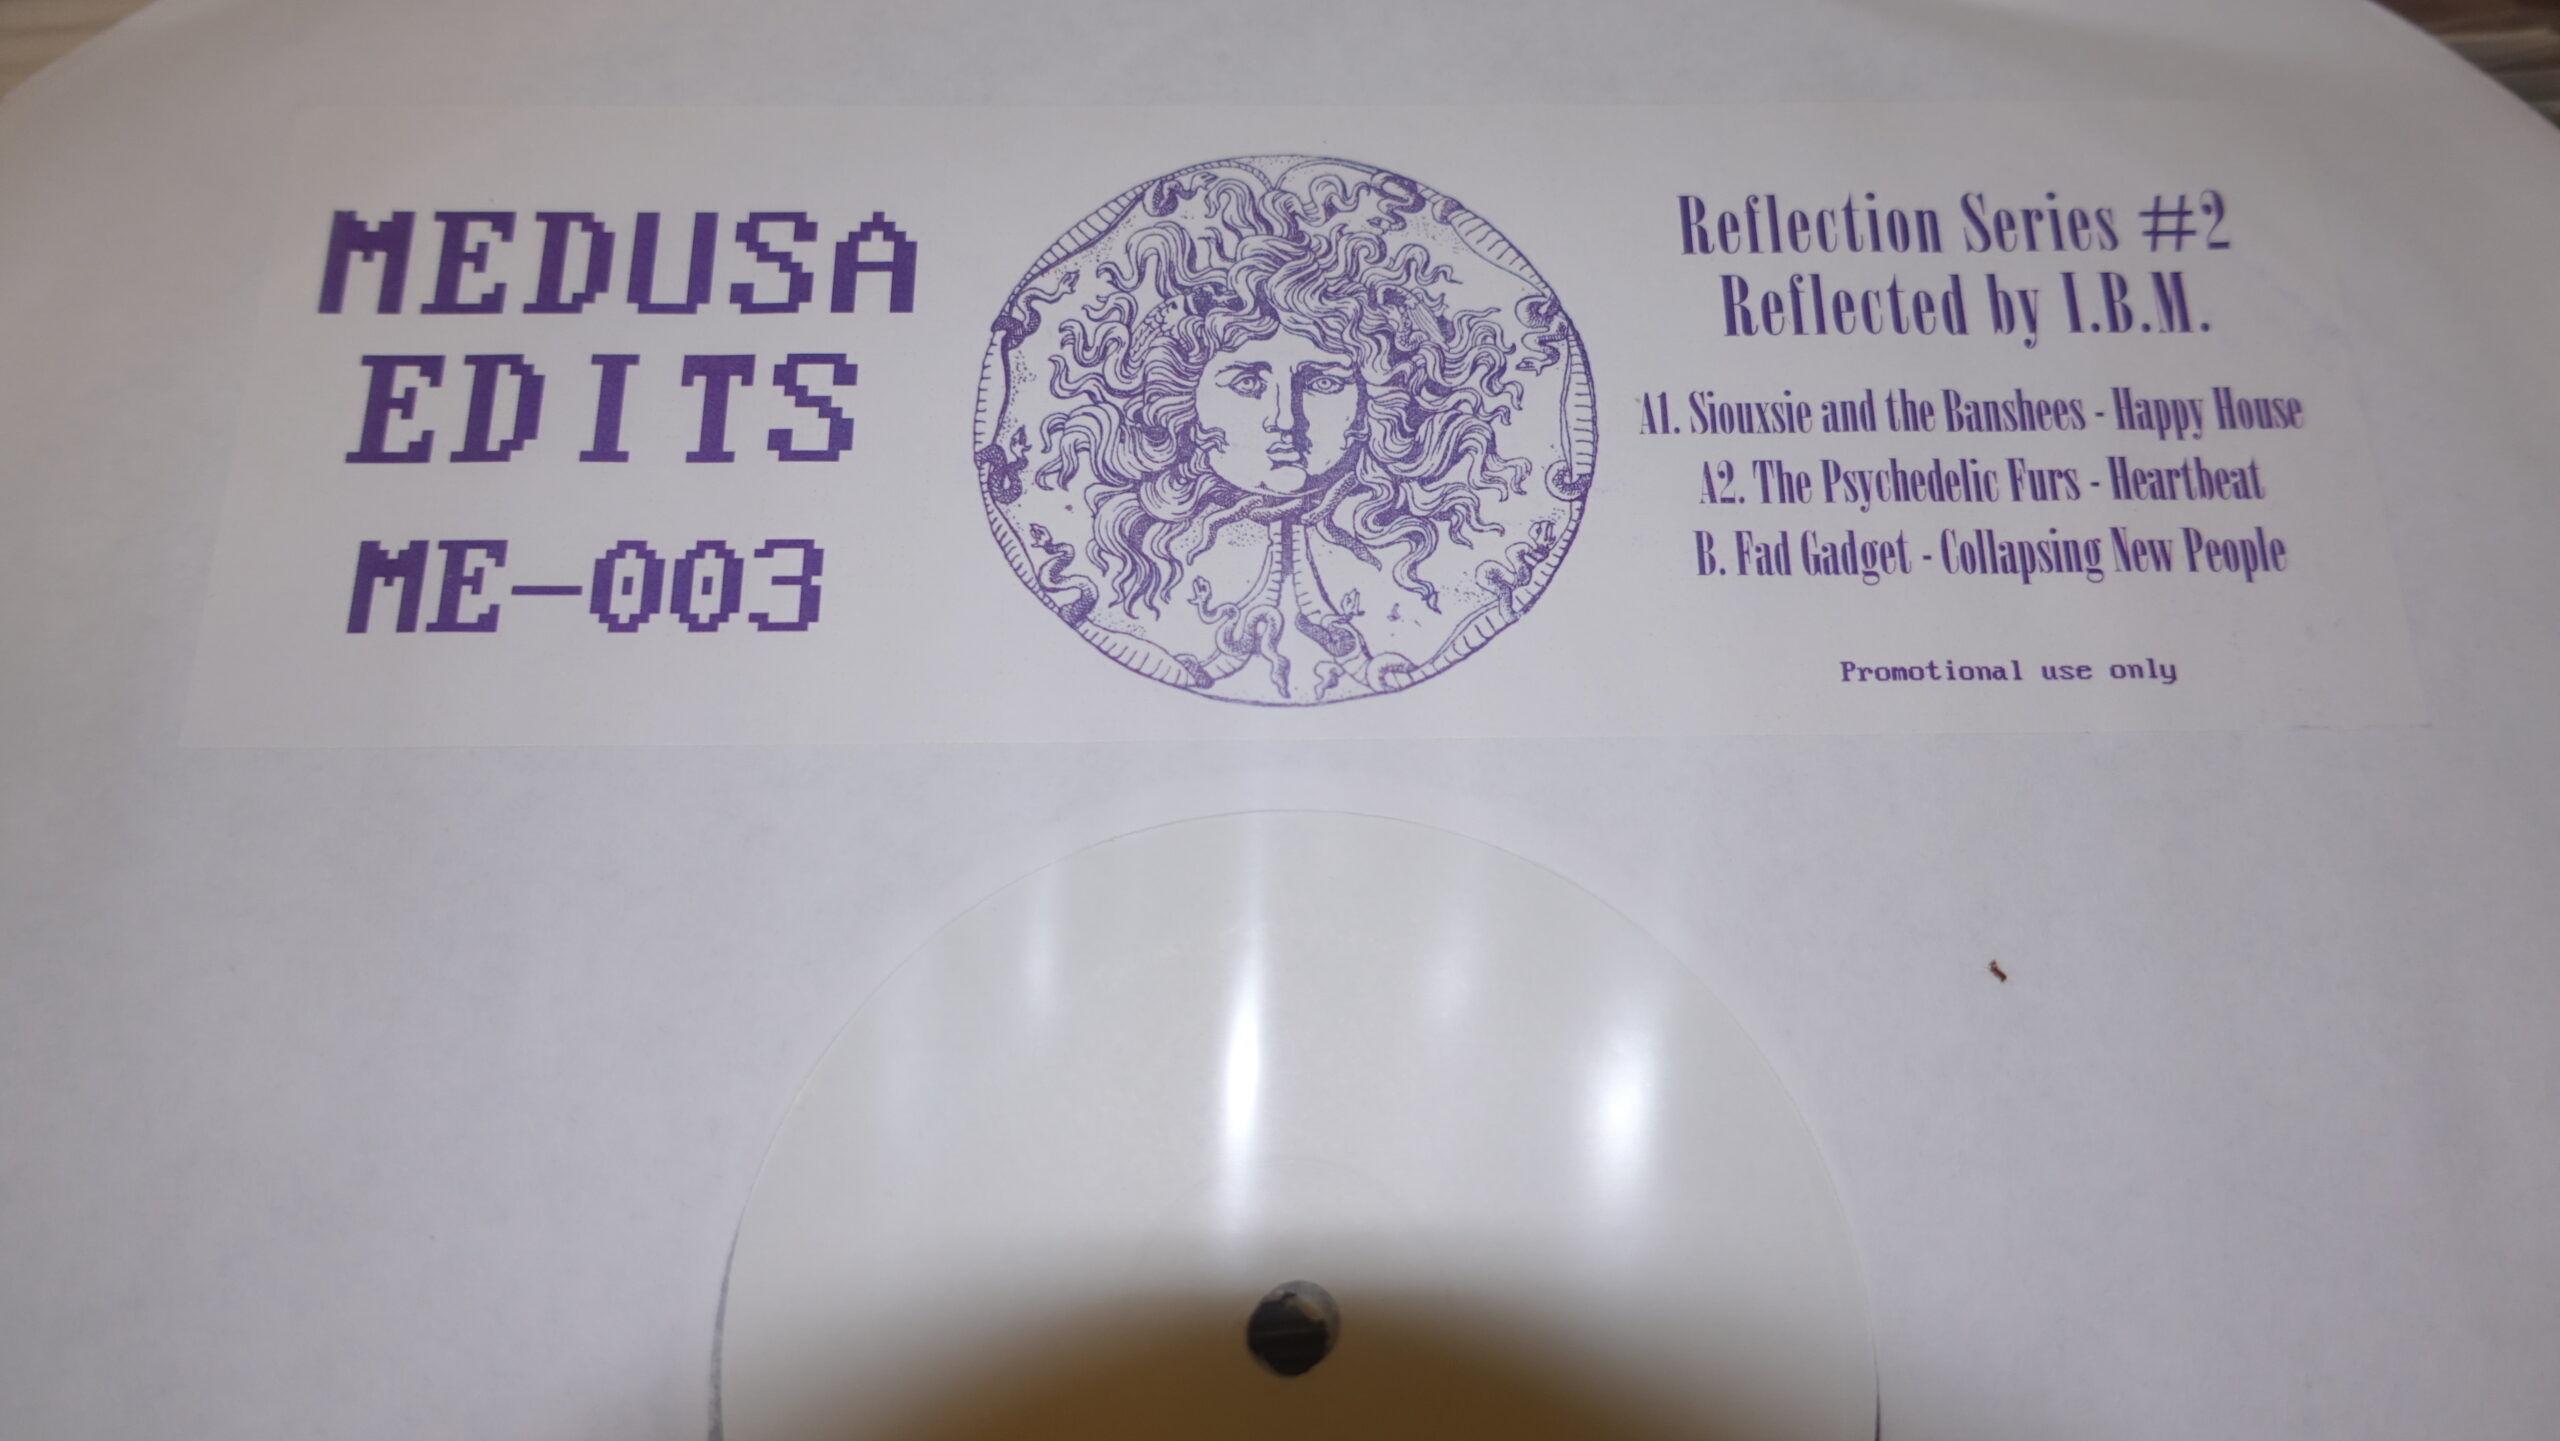 MEDUSA
EDITS
ME-003
Reflection Series #2
Reflected by I.B.M.
A1. Siouxsie and the Banshees - Happy House
A2. The Psychedelic Furs - Heartbeat
B. Fad Gadget - Collapsing New People
Promotional use only